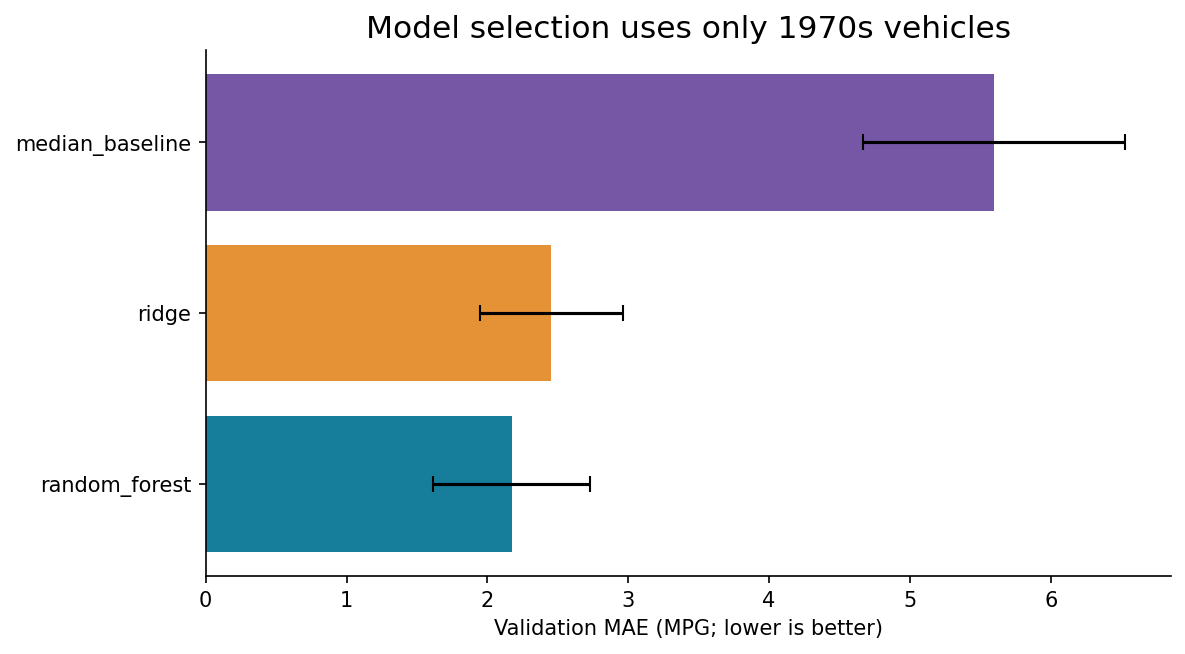 Model selection uses only 1970s vehicles
median_baseline
ridge
random_forest
0 1 2 3 4 5 6
Validation MAE (MPG; lower is better)